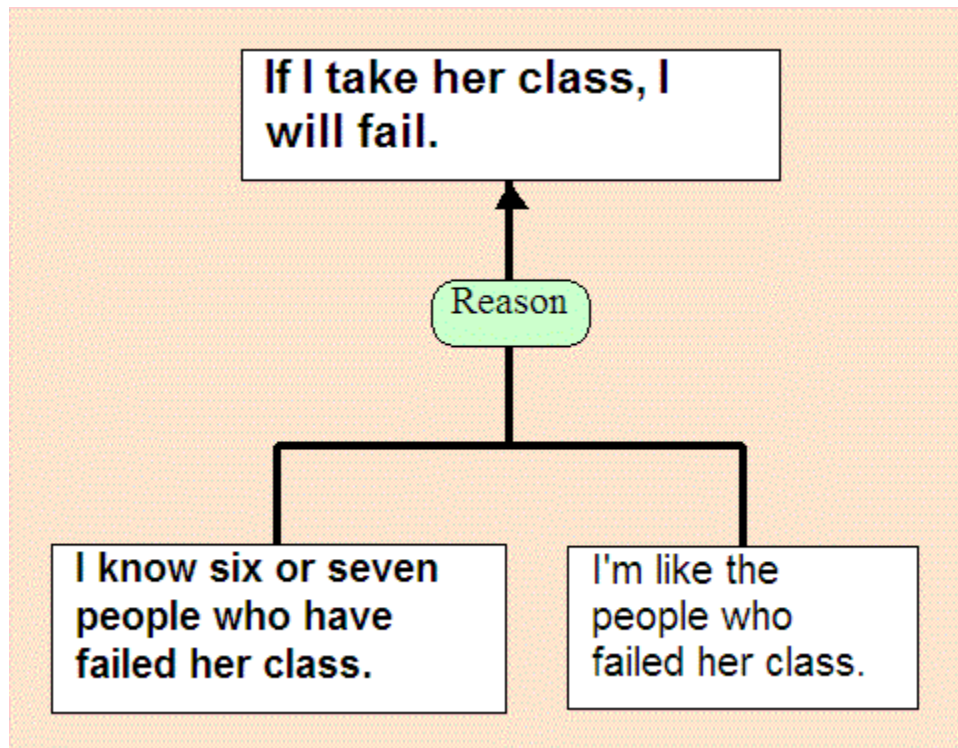 If I take her class, I
will fail.
Reason
I know six or seven
people who have
failed her class.
I'm like the
people who
failed her class.